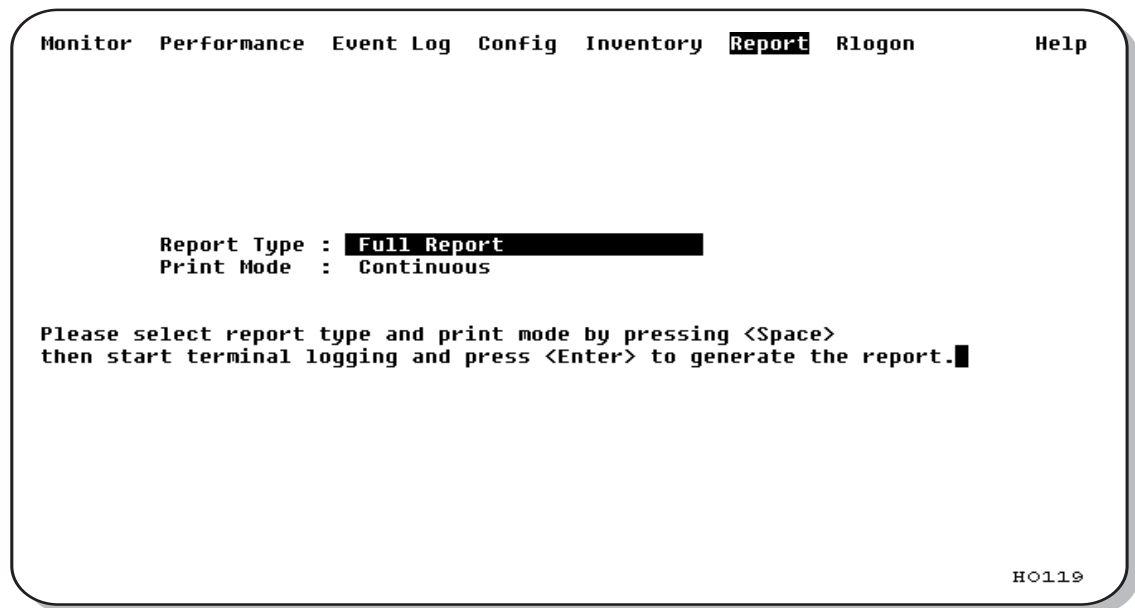 Monitor Performance Event Log Config Inventory Report Rlogon Help
Report Type : Full Report
Print Mode : Continuous
Please select report type and print mode by pressing <Space>
then start terminal logging and press <Enter> to generate the report.
HO119